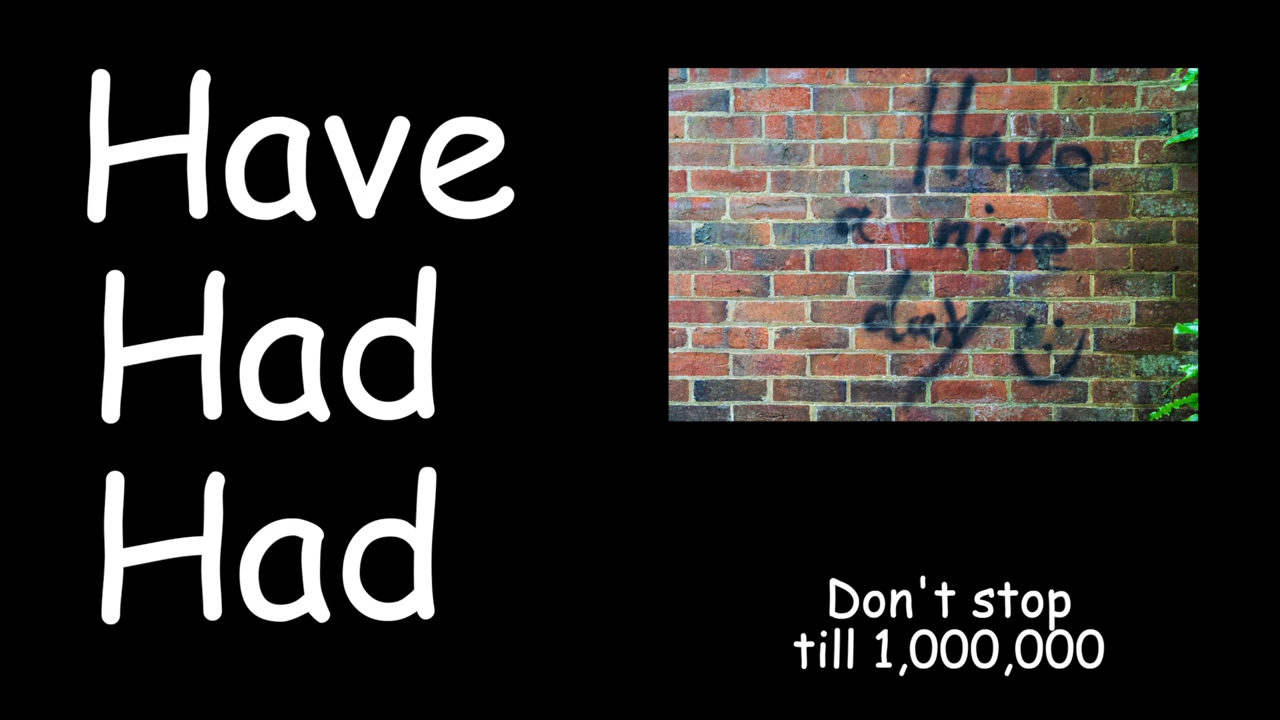 Have
Had
Had
Have
a nice
day :)
Don't stop
till 1,000,000